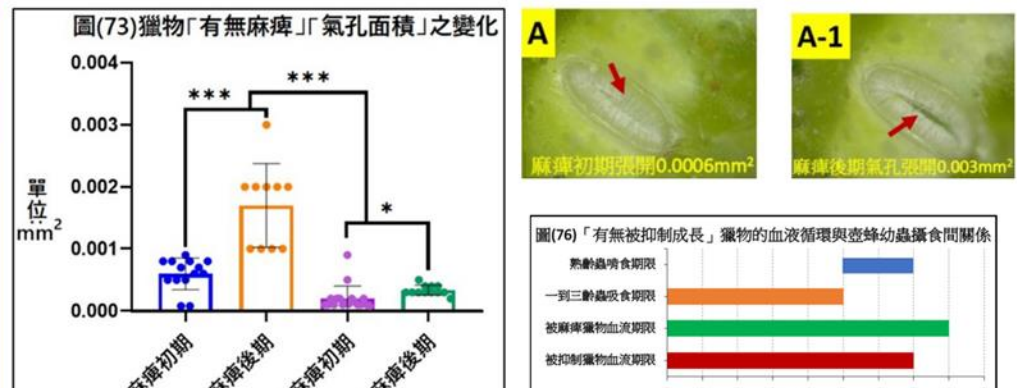 圖(73)獵物「有無麻痺」「氣孔面積」之變化
0.004
0.003
0.002
0.001
0.000
單位:
mm²
***
***
*
麻痺初期
麻痺後期
麻痺初期
麻痺後期
A
麻痺初期張開0.0006mm²
A-1
麻痺後期氣孔張開0.003mm²
圖(76)「有無被抑制成長」獵物的血液循環與壺蜂幼蟲攝食間關係
熟齡蟲啃食期限
一到三齡蟲吸食期限
被麻痺獵物血流期限
被抑制獵物血流期限